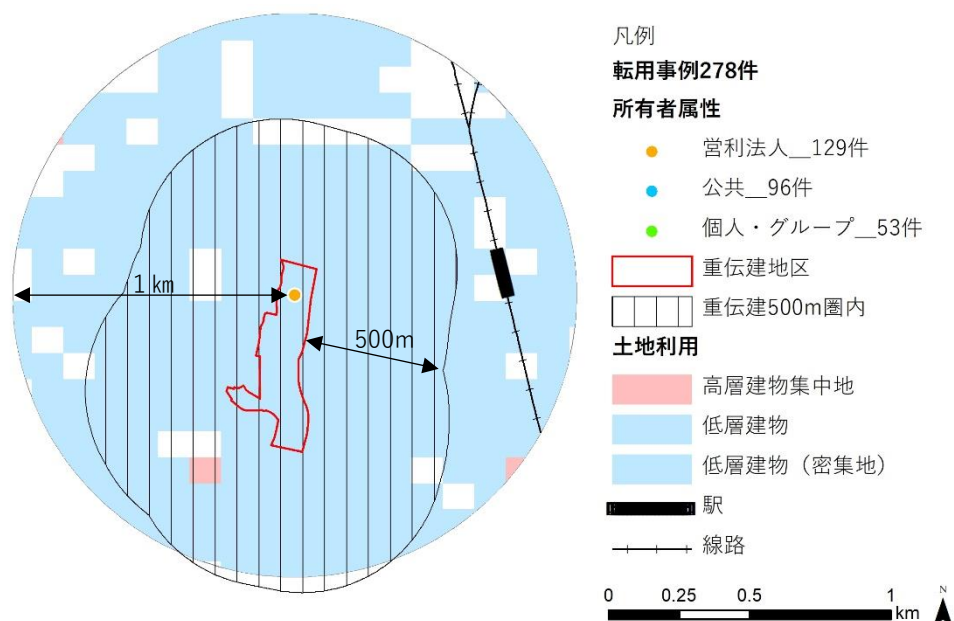 1㎞
500m
凡例
転用事例278件
所有者属性
営利法人__129件
公共__96件
個人・グループ__53件
重伝建地区
重伝建500m圏内
土地利用
高層建物集中地
低層建物
低層建物（密集地）
駅
線路
0 0.25 0.5 1
km
N